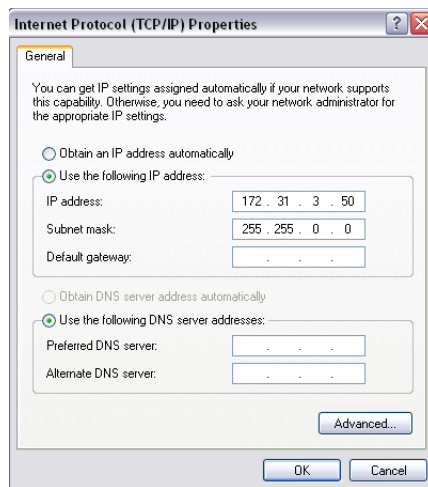 Internet Protocol (TCP/IP) Properties
General
You can get IP settings assigned automatically if your network supports
this capability. Otherwise, you need to ask your network administrator for
the appropriate IP settings.
Obtain an IP address automatically
Use the following IP address:
IP address: 172 . 31 . 3 . 50
Subnet mask: 255 . 255 . 0 . 0
Default gateway: . . .
Obtain DNS server address automatically
Use the following DNS server addresses:
Preferred DNS server: . . .
Alternate DNS server: . . .
Advanced...
OK Cancel